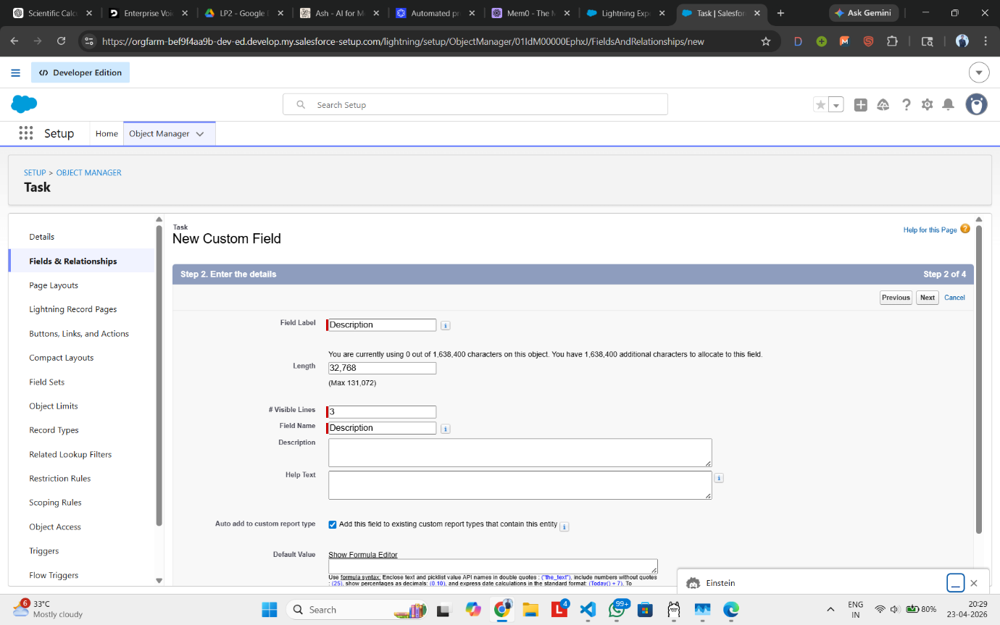 Scientific Calc
Enterprise Voic
LP2 - Google D
Ash - AI for M
Automated pr
Mem0 - The M
Lightning Expe
Task | Salesfor
Ask Gemini
https://orgfarm-bef9f4aa9b-dev-ed.develop.my.salesforce-setup.com/lightning/setup/ObjectManager/01IdM00000EphxJ/FieldsAndRelationships/new
</> Developer Edition
Search Setup
Setup
Home
Object Manager
SETUP > OBJECT MANAGER
Task
Details
Fields & Relationships
Page Layouts
Lightning Record Pages
Buttons, Links, and Actions
Compact Layouts
Field Sets
Object Limits
Record Types
Related Lookup Filters
Restriction Rules
Scoping Rules
Object Access
Triggers
Flow Triggers
Task
New Custom Field
Help for this Page
Step 2. Enter the details
Step 2 of 4
Previous
Next
Cancel
Field Label
Description
You are currently using 0 out of 1,638,400 characters on this object. You have 1,638,400 additional characters to allocate to this field.
Length
32,768
(Max 131,072)
# Visible Lines
3
Field Name
Description
Description
Help Text
Auto add to custom report type
Add this field to existing custom report types that contain this entity
Default Value
Show Formula Editor
Use formula syntax: Enclose text and picklist value API names in double quotes : ("the_text"), include numbers without quotes
: (25), show percentages as decimals: (0.10), and express date calculations in the standard format: (Today() + 7). To
Einstein
6
33°C
Mostly cloudy
Search
4
99+
ENG
IN
80%
20:29
23-04-2026